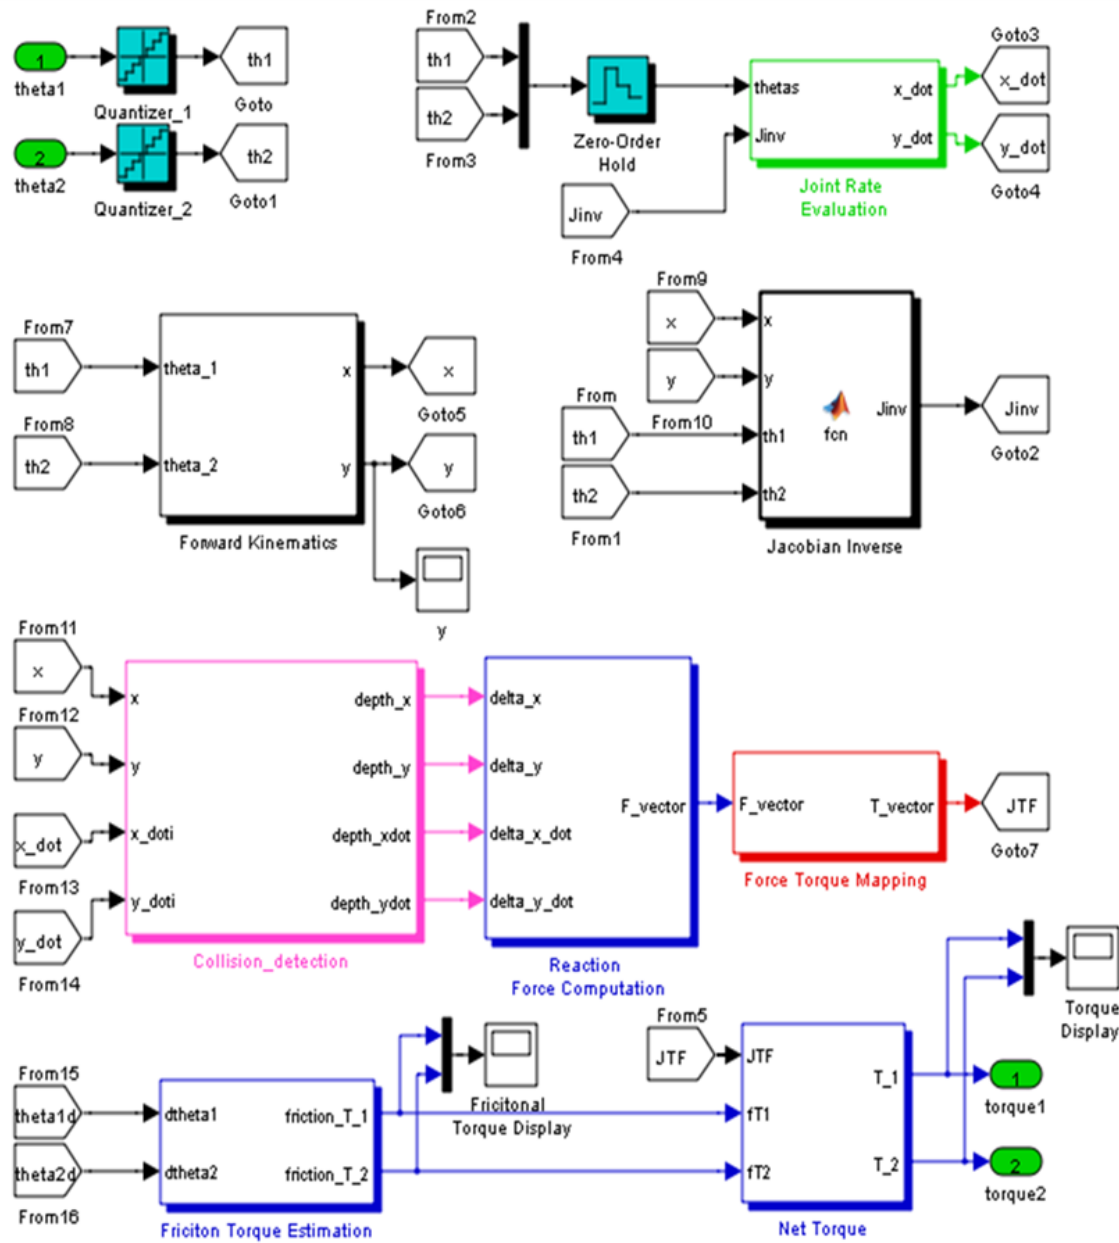 1
theta1
Quantizer_1
th1
Goto
2
theta2
Quantizer_2
th2
Goto1
From2
th1
th2
From3
Zero-Order
Hold
Jinv
From4
thetas
Jinv
x_dot
y_dot
Joint Rate
Evaluation
Goto3
x_dot
y_dot
Goto4
From7
th1
From8
th2
theta_1
theta_2
x
y
Forward Kinematics
x
Goto5
y
Goto6
y
From9
x
y
From10
From
th1
th2
From1
x
y
th1
th2
fcn
Jinv
Jacobian Inverse
Jinv
Goto2
From11
x
From12
y
x_dot
From13
y_dot
From14
x
y
x_doti
y_doti
depth_x
depth_y
depth_xdot
depth_ydot
Collision_detection
delta_x
delta_y
delta_x_dot
delta_y_dot
F_vector
Reaction
Force Computation
F_vector
T_vector
Force Torque Mapping
JTF
Goto7
From15
theta1d
theta2d
From16
dtheta1
dtheta2
friction_T_1
friction_T_2
Friciton Torque Estimation
Fricitonal
Torque Display
From5
JTF
JTF
fT1
fT2
T_1
T_2
Net Torque
Torque
Display
1
torque1
2
torque2